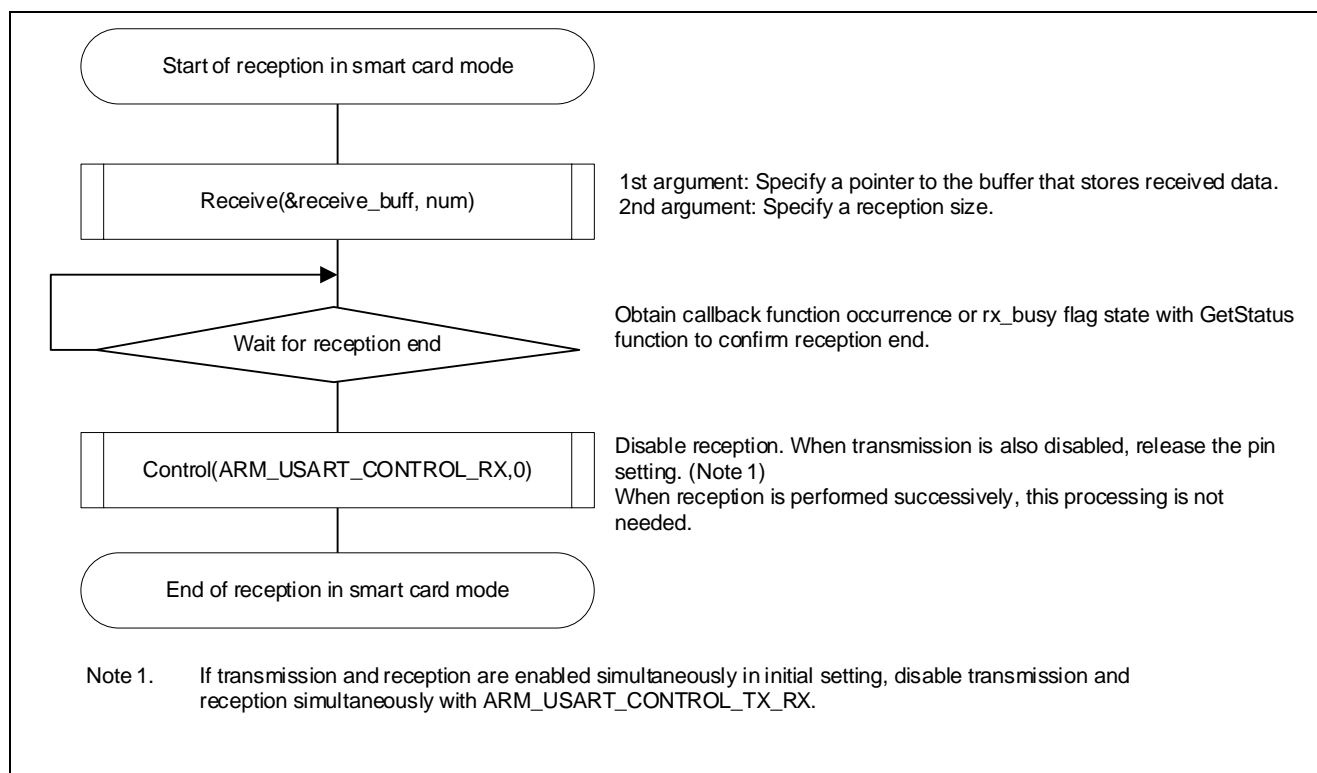 Start of reception in smart card mode
Receive(&receive_buff, num)
1st argument: Specify a pointer to the buffer that stores received data.
2nd argument: Specify a reception size.
Wait for reception end
Obtain callback function occurrence or rx_busy flag state with GetStatus
function to confirm reception end.
Control(ARM_USART_CONTROL_RX,0)
Disable reception. When transmission is also disabled, release the pin
setting. (Note 1)
When reception is performed successively, this processing is not
needed.
End of reception in smart card mode
Note 1. If transmission and reception are enabled simultaneously in initial setting, disable transmission and
reception simultaneously with ARM_USART_CONTROL_TX_RX.